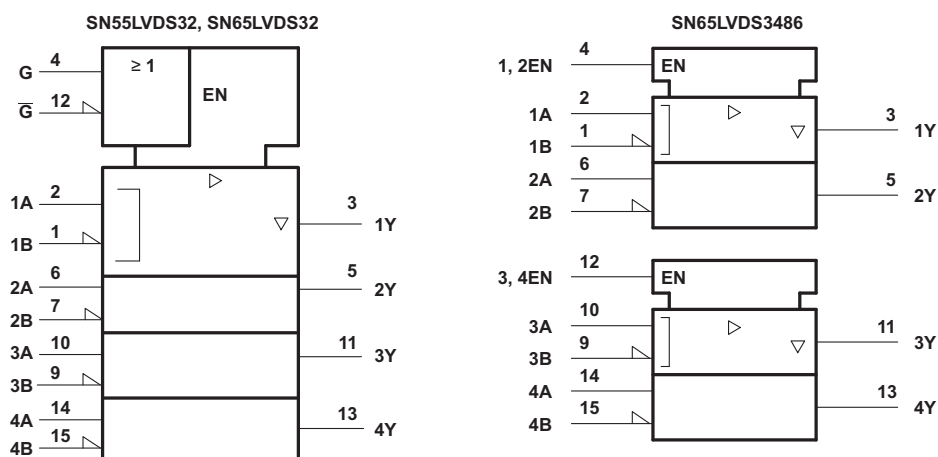 SN55LVDS32, SN65LVDS32
G 4 ≥ 1
G̅ 12 EN
1A 2
3 1Y
1B 1
2A 6
5 2Y
2B 7
3A 10
11 3Y
3B 9
4A 14
13 4Y
4B 15
SN65LVDS3486
1, 2EN 4 EN
1A 2
3 1Y
1B 1
2A 6
5 2Y
2B 7
3, 4EN 12 EN
3A 10
11 3Y
3B 9
4A 14
13 4Y
4B 15